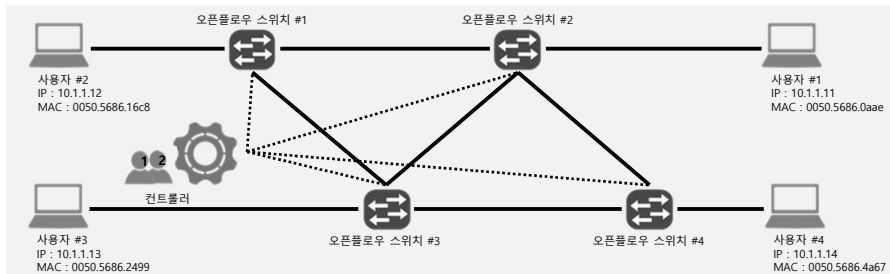 오픈플로우 스위치 #1
오픈플로우 스위치 #2
사용자 #2
IP : 10.1.1.12
MAC : 0050.5686.16c8
사용자 #1
IP : 10.1.1.11
MAC : 0050.5686.0aae
1 2
컨트롤러
사용자 #3
IP : 10.1.1.13
MAC : 0050.5686.2499
오픈플로우 스위치 #3
오픈플로우 스위치 #4
사용자 #4
IP : 10.1.1.14
MAC : 0050.5686.4a67